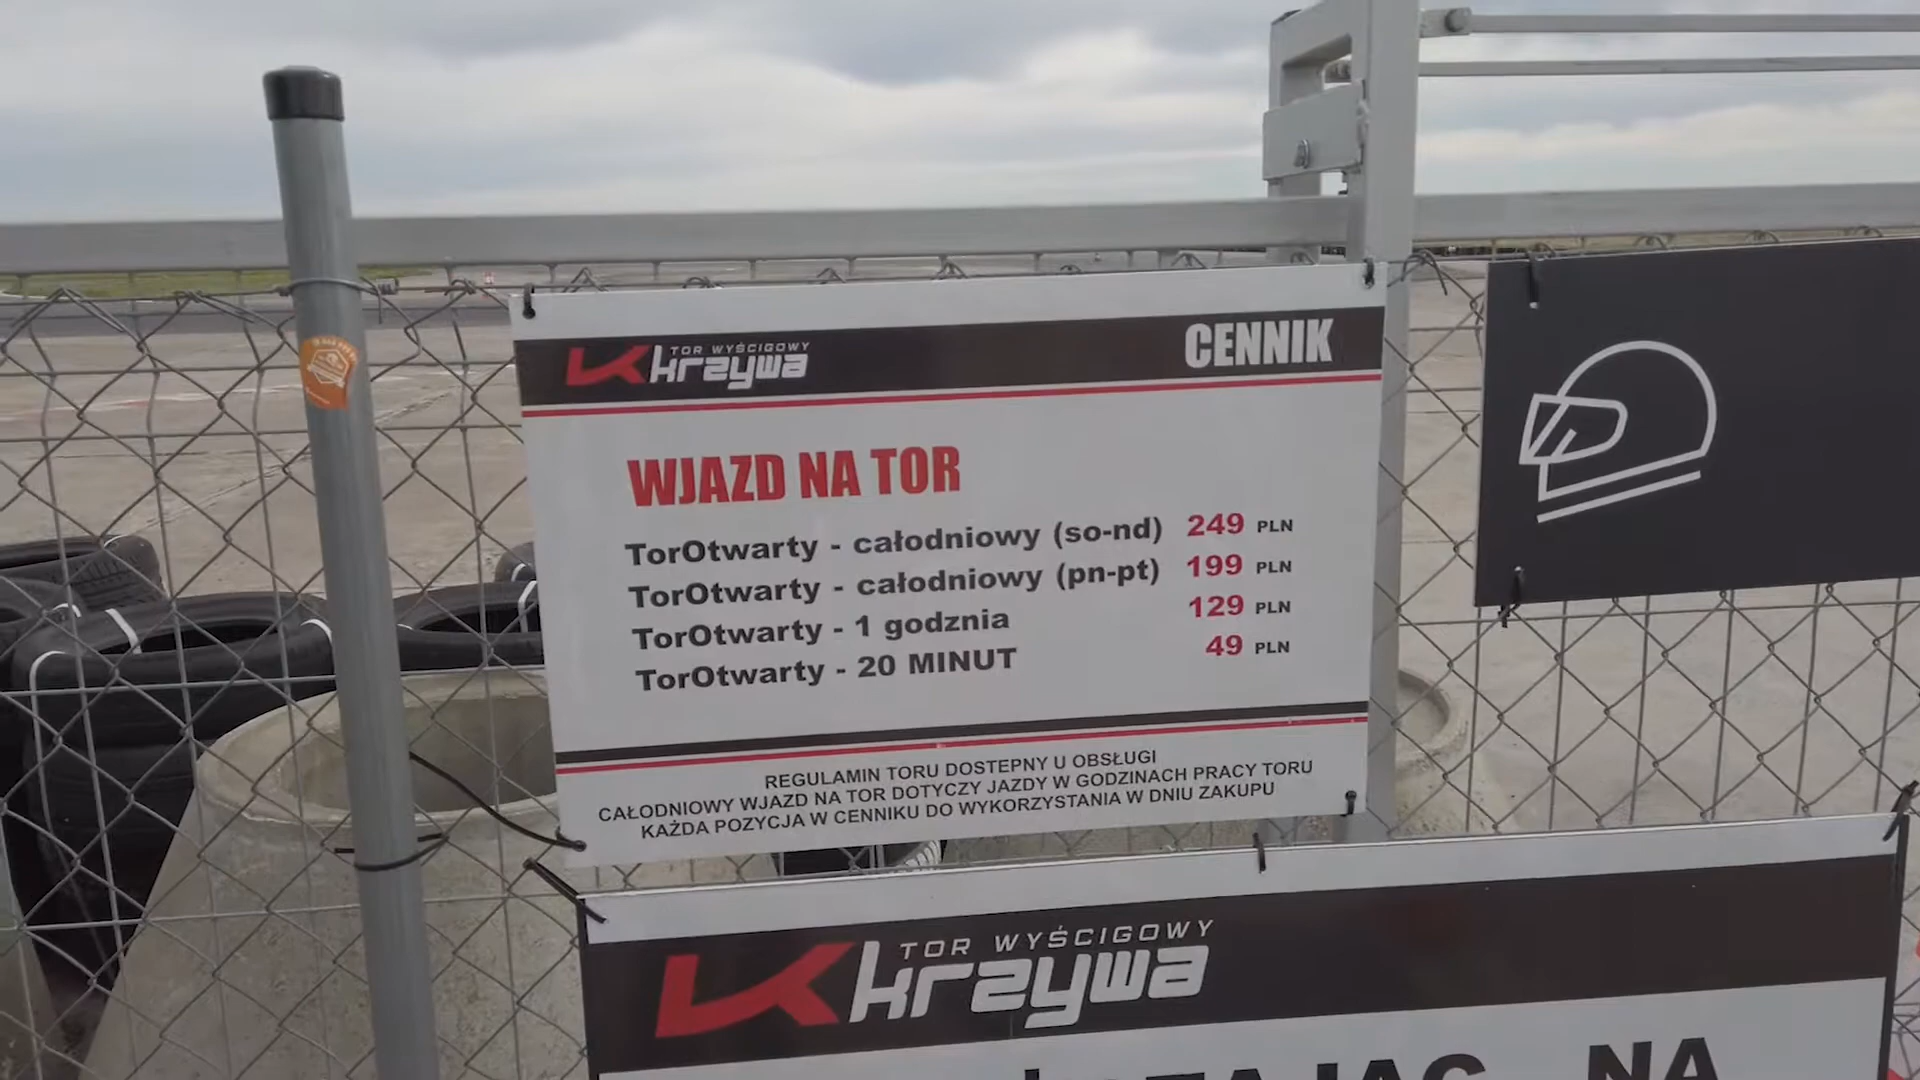 TOR WYŚCIGOWY
krzywa
CENNIK
WJAZD NA TOR
TorOtwarty - całodniowy (so-nd) 249 PLN
TorOtwarty - całodniowy (pn-pt) 199 PLN
TorOtwarty - 1 godznia 129 PLN
TorOtwarty - 20 MINUT 49 PLN
REGULAMIN TORU DOSTEPNY U OBSŁUGI
CAŁODNIOWY WJAZD NA TOR DOTYCZY JAZDY W GODZINACH PRACY TORU
KAŻDA POZYCJA W CENNIKU DO WYKORZYSTANIA W DNIU ZAKUPU
TOR WYŚCIGOWY
krzywa
NA